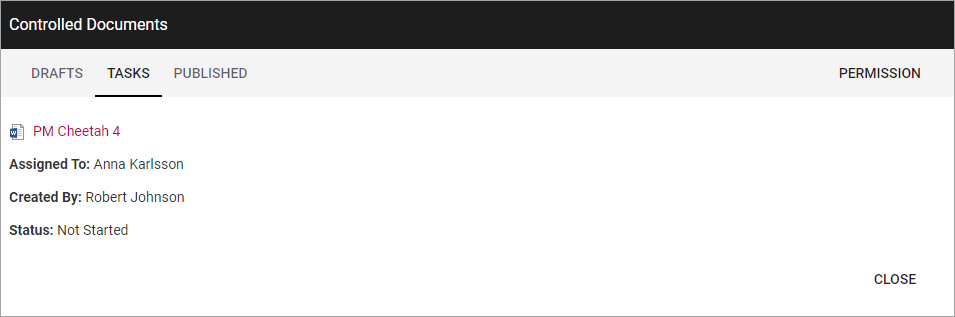 Controlled Documents
DRAFTS TASKS PUBLISHED PERMISSION
PM Cheetah 4
Assigned To: Anna Karlsson
Created By: Robert Johnson
Status: Not Started
CLOSE